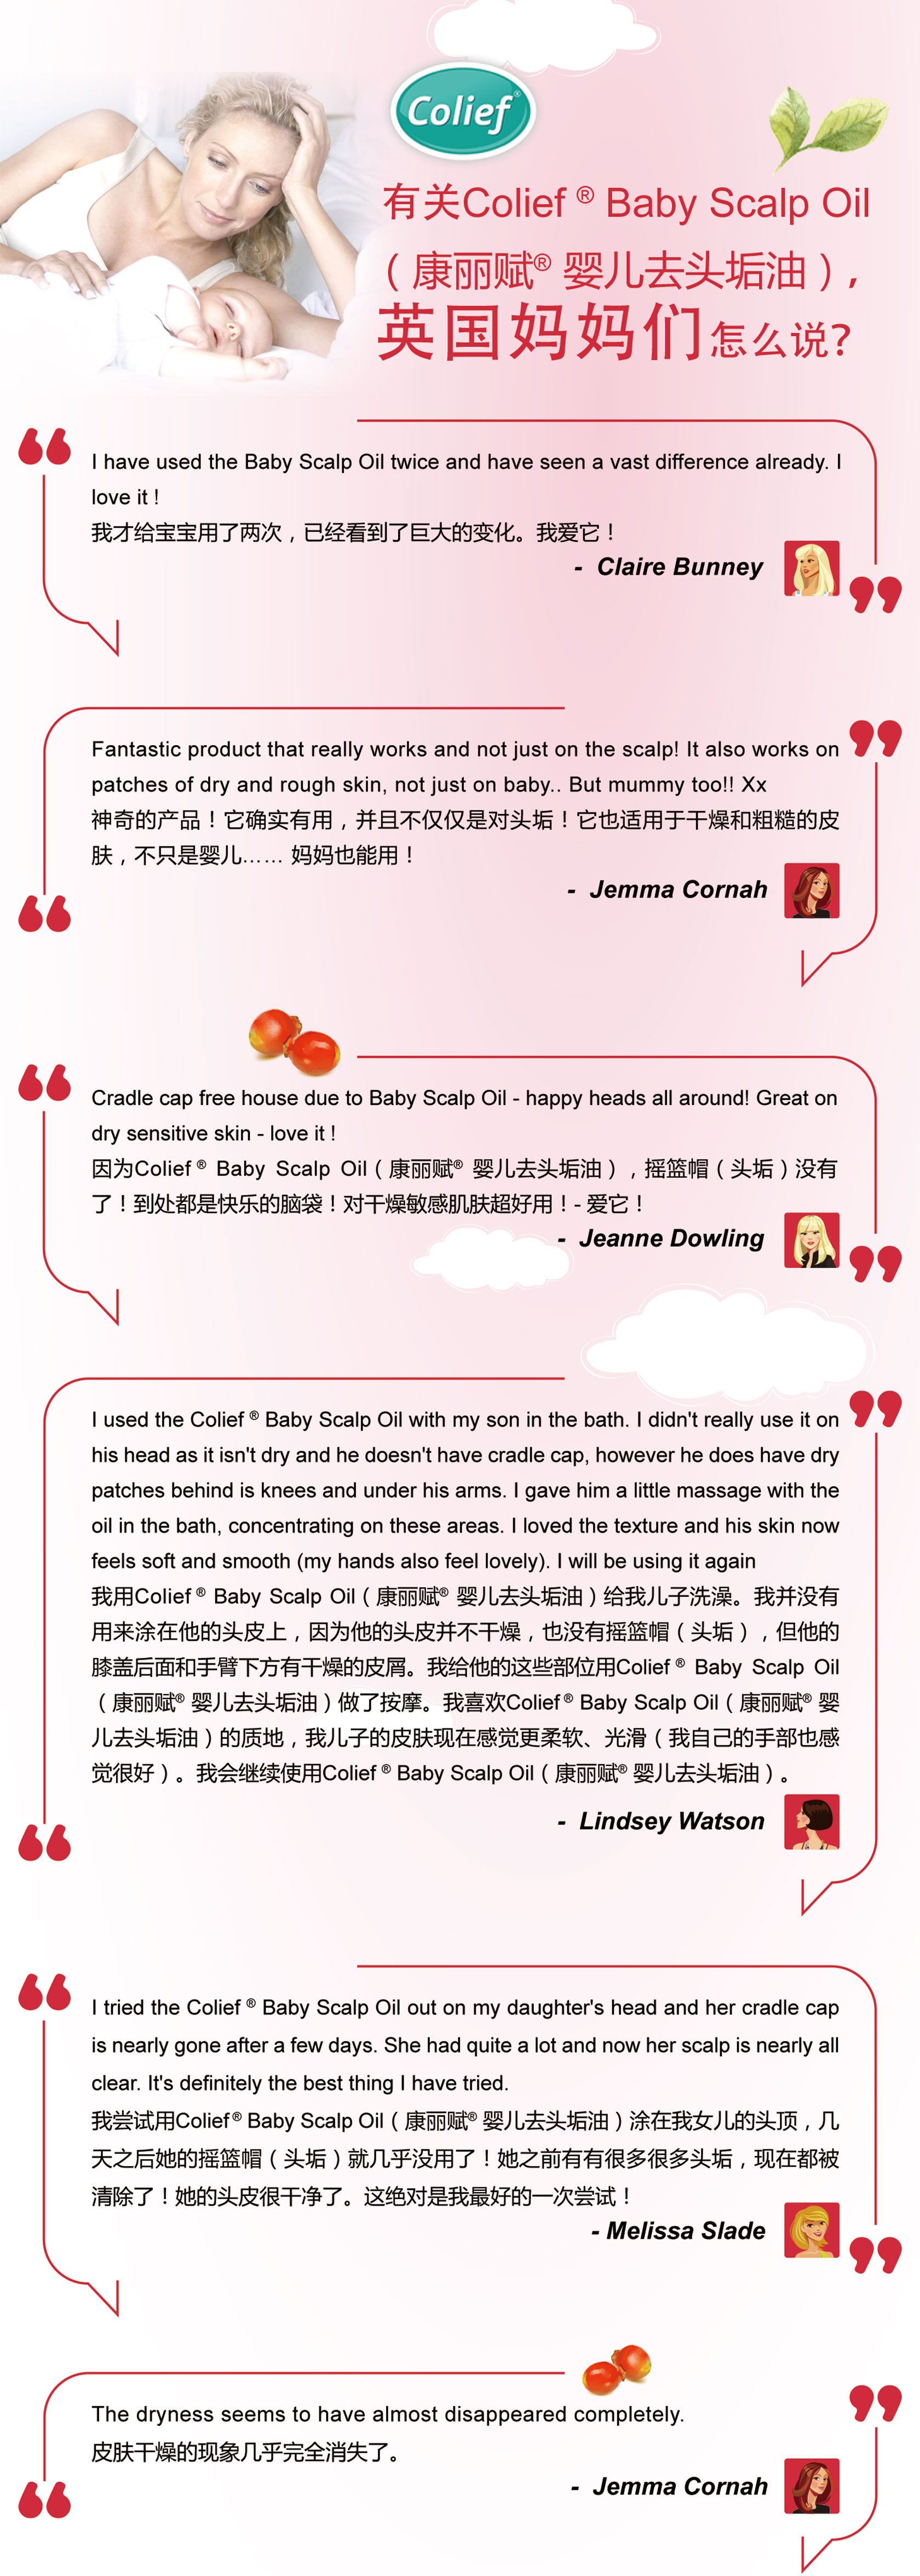 Colief®
有关Colief ® Baby Scalp Oil
（康丽赋® 婴儿去头垢油），
英国妈妈们怎么说?
I have used the Baby Scalp Oil twice and have seen a vast difference already. I
love it !
我才给宝宝用了两次，已经看到了巨大的变化。我爱它！
- Claire Bunney
Fantastic product that really works and not just on the scalp! It also works on
patches of dry and rough skin, not just on baby.. But mummy too!! Xx
神奇的产品！它确实有用，并且不仅仅是对头垢！它也适用于干燥和粗糙的皮
肤，不只是婴儿…… 妈妈也能用！
- Jemma Cornah
Cradle cap free house due to Baby Scalp Oil - happy heads all around! Great on
dry sensitive skin - love it !
因为Colief ® Baby Scalp Oil（康丽赋® 婴儿去头垢油），摇篮帽（头垢）没有
了！到处都是快乐的脑袋！对干燥敏感肌肤超好用！- 爱它！
- Jeanne Dowling
I used the Colief ® Baby Scalp Oil with my son in the bath. I didn't really use it on
his head as it isn't dry and he doesn't have cradle cap, however he does have dry
patches behind is knees and under his arms. I gave him a little massage with the
oil in the bath, concentrating on these areas. I loved the texture and his skin now
feels soft and smooth (my hands also feel lovely). I will be using it again
我用Colief ® Baby Scalp Oil（康丽赋® 婴儿去头垢油）给我儿子洗澡。我并没有
用来涂在他的头皮上，因为他的头皮并不干燥，也没有摇篮帽（头垢），但他的
膝盖后面和手臂下方有干燥的皮屑。我给他的这些部位用Colief ® Baby Scalp Oil
（康丽赋® 婴儿去头垢油）做了按摩。我喜欢Colief ® Baby Scalp Oil（康丽赋® 婴
儿去头垢油）的质地，我儿子的皮肤现在感觉更柔软、光滑（我自己的手部也感
觉很好）。我会继续使用Colief ® Baby Scalp Oil（康丽赋® 婴儿去头垢油）。
- Lindsey Watson
I tried the Colief ® Baby Scalp Oil out on my daughter's head and her cradle cap
is nearly gone after a few days. She had quite a lot and now her scalp is nearly all
clear. It's definitely the best thing I have tried.
我尝试用Colief ® Baby Scalp Oil（康丽赋® 婴儿去头垢油）涂在我女儿的头顶，几
天之后她的摇篮帽（头垢）就几乎没用了！她之前有有很多很多头垢，现在都被
清除了！她的头皮很干净了。这绝对是我最好的一次尝试！
- Melissa Slade
The dryness seems to have almost disappeared completely.
皮肤干燥的现象几乎完全消失了。
- Jemma Cornah